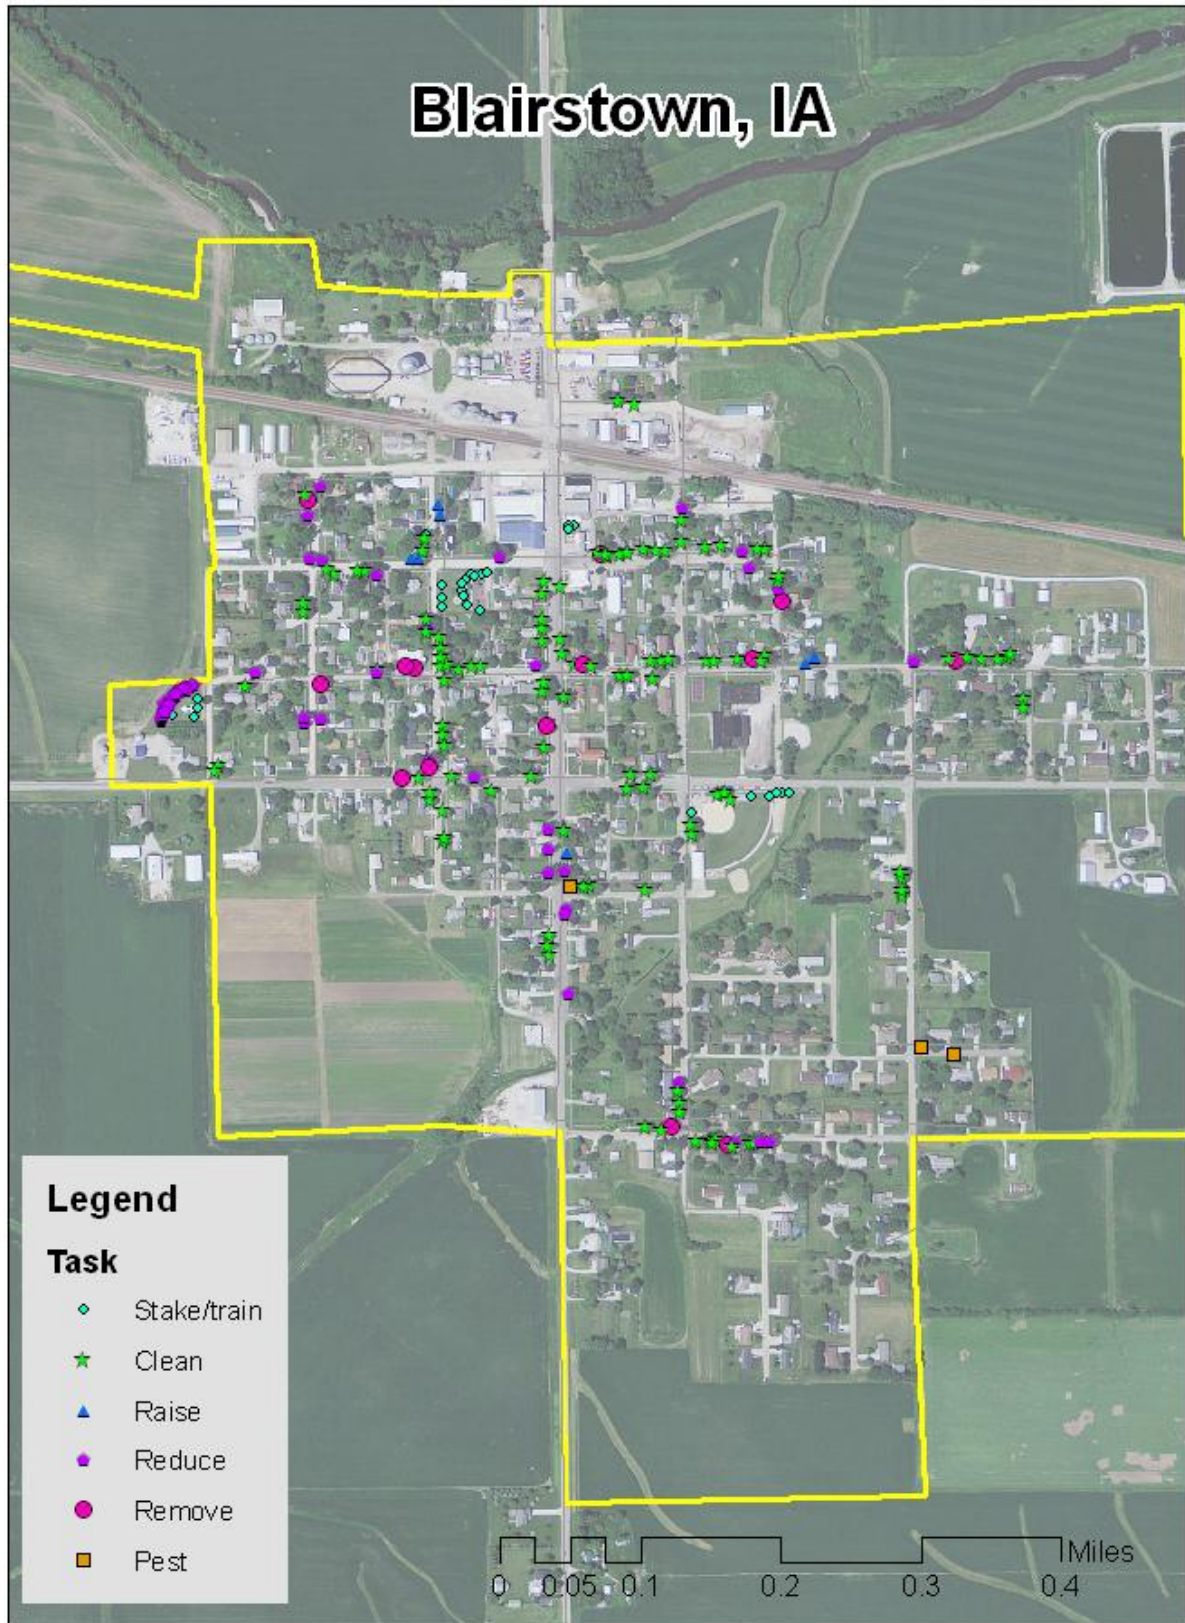 Blairstown, IA
Legend
Task
Stake/train
Clean
Raise
Reduce
Remove
Pest
Miles
0 0.05 0.1 0.2 0.3 0.4